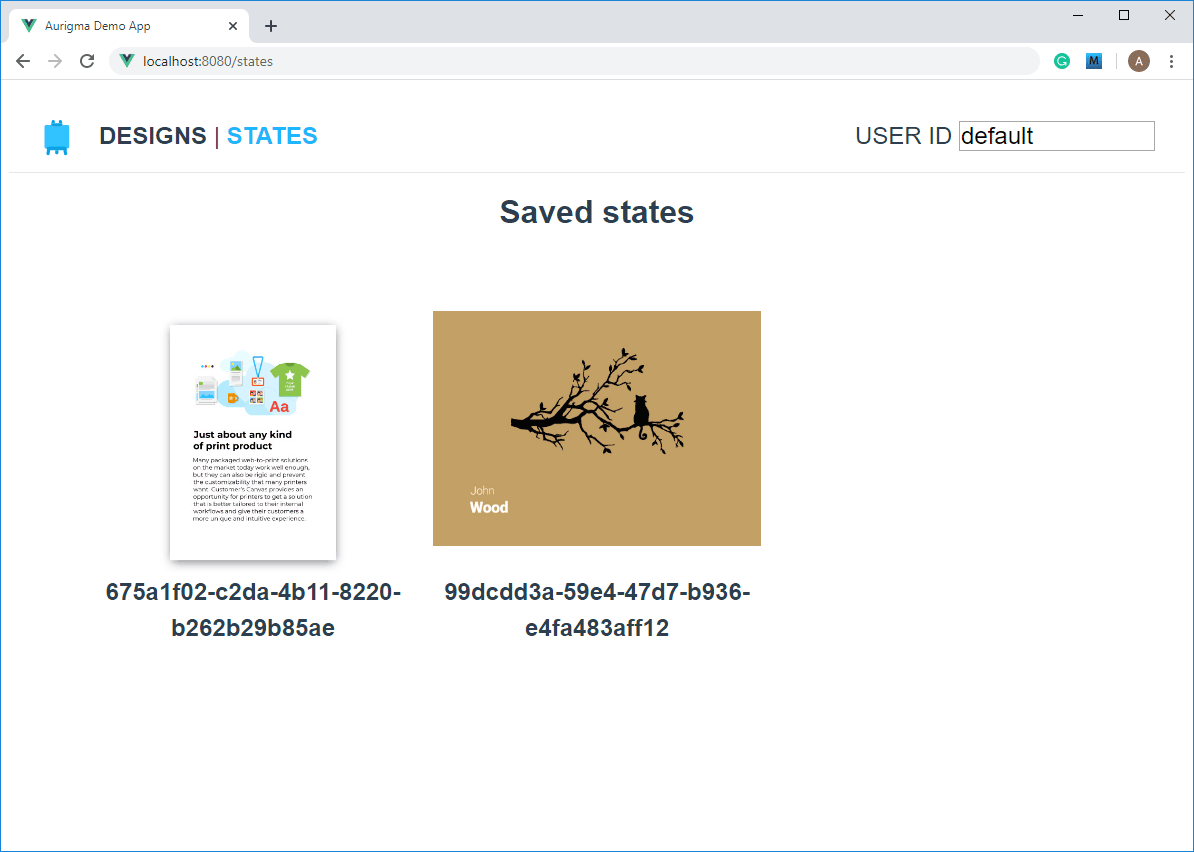 Aurigma Demo App
localhost:8080/states
A
DESIGNS | STATES
USER ID default
Saved states
Aa
Just about any kind
of print product
Many packaged web-to-print solutions
on the market today work well enough,
but they can also be rigid and prevent
the customizability that many printers
want. Customer's Canvas provides an
opportunity for printers to get a solution
that is better tailored to their internal
workflows and give their customers a
more unique and intuitive experience.
John
Wood
675a1f02-c2da-4b11-8220-
b262b29b85ae
99dcdd3a-59e4-47d7-b936-
e4fa483aff12